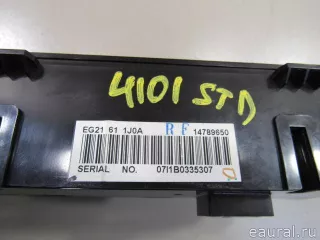 4101 STD
EG21 61 1J0A RF 14789650
SERIAL NO. 07I1B0335307
eaural.ru